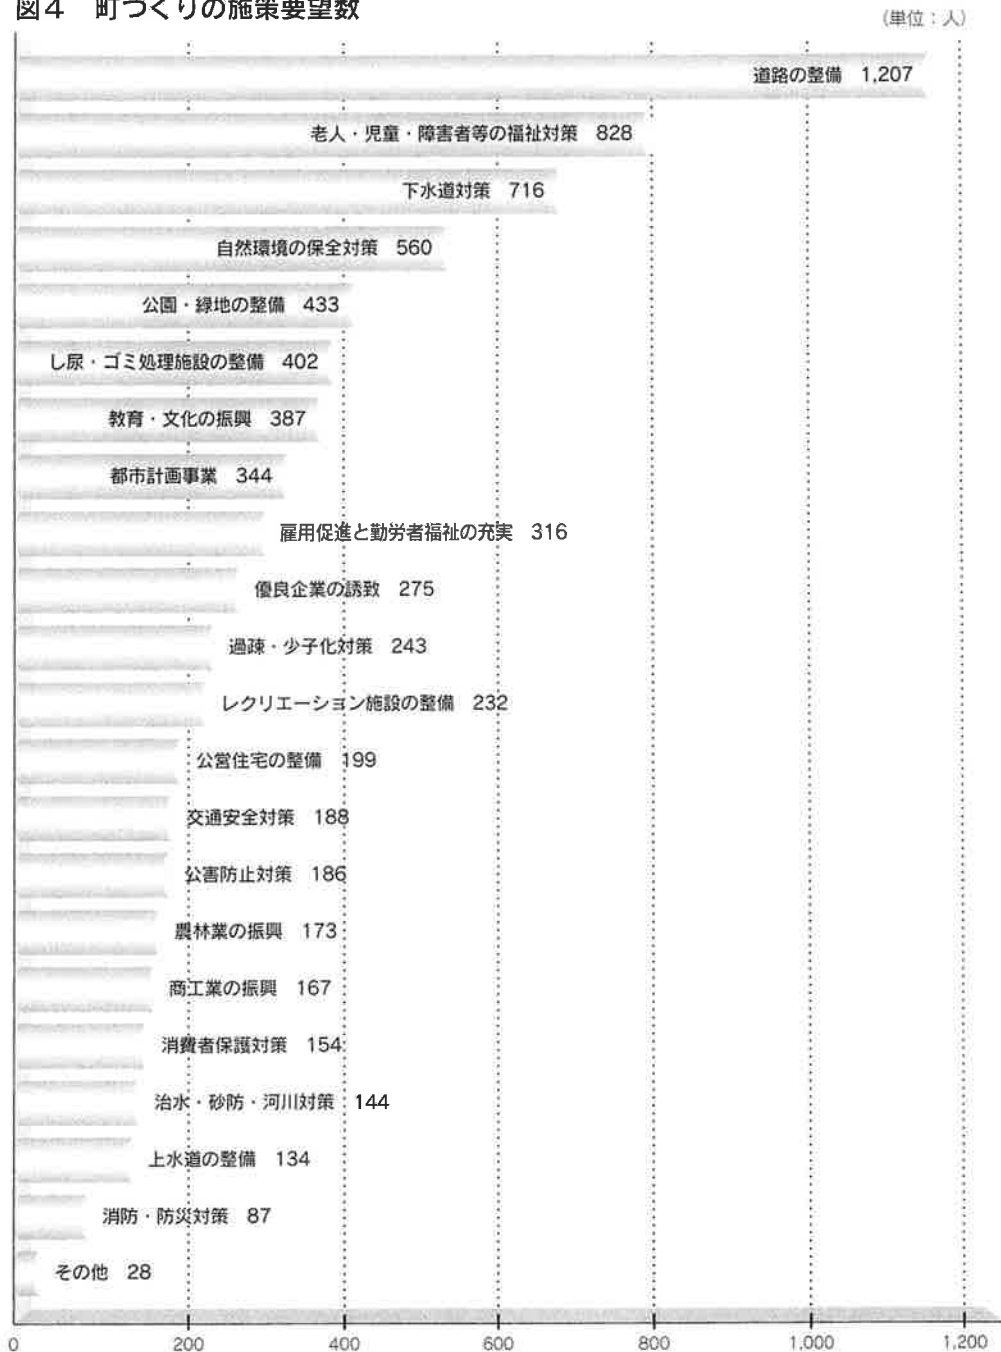 図4　町づくりの施策要望数
(単位：人)
道路の整備　1,207
老人・児童・障害者等の福祉対策　828
下水道対策　716
自然環境の保全対策　560
公園・緑地の整備　433
し尿・ゴミ処理施設の整備　402
教育・文化の振興　387
都市計画事業　344
雇用促進と勤労者福祉の充実　316
優良企業の誘致　275
過疎・少子化対策　243
レクリエーション施設の整備　232
公営住宅の整備　199
交通安全対策　188
公害防止対策　186
農林業の振興　173
商工業の振興　167
消費者保護対策　154
治水・砂防・河川対策　144
上水道の整備　134
消防・防災対策　87
その他　28
0　200　400　600　800　1,000　1,200